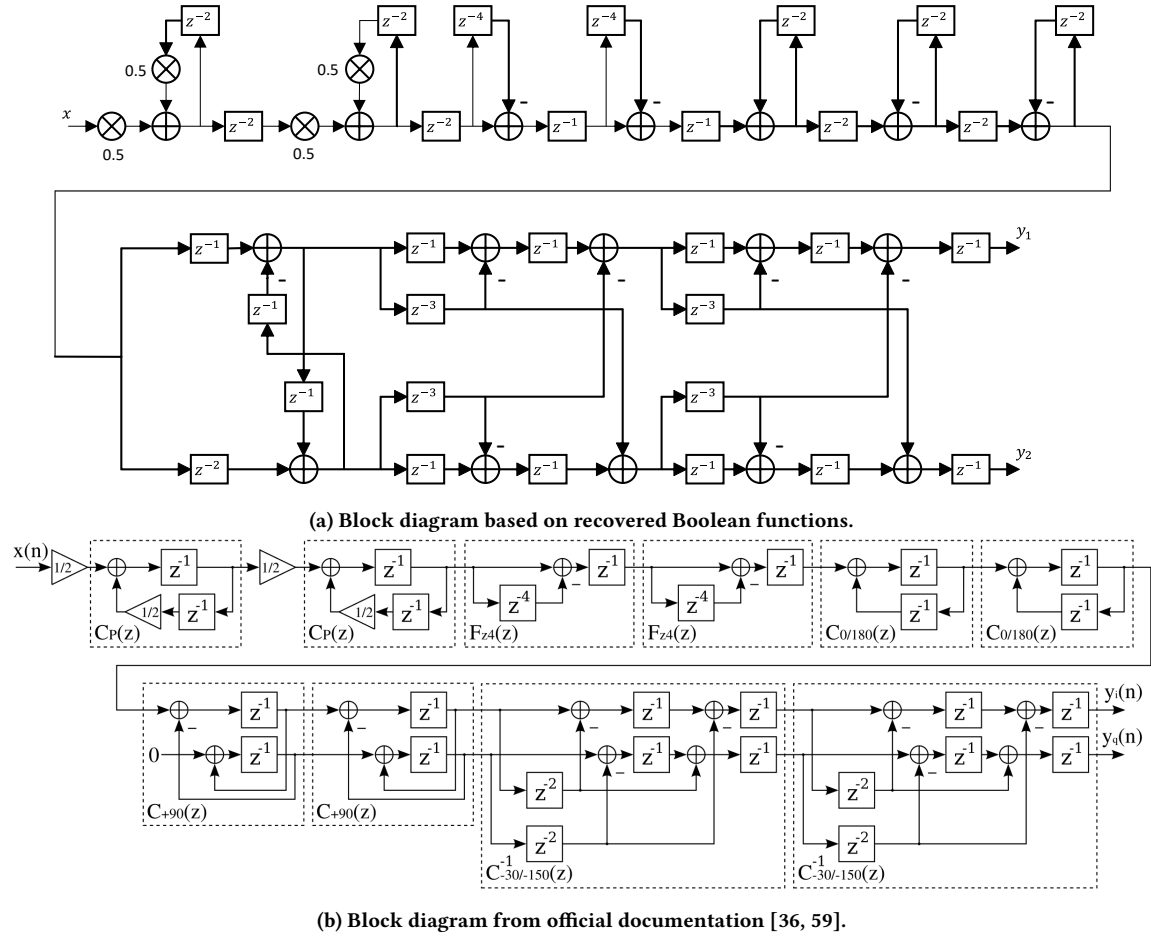 z⁻² z⁻² z⁻⁴ z⁻⁴ z⁻² z⁻² z⁻²
0.5 0.5
x z⁻² z⁻² - z⁻¹ - z⁻¹ z⁻² - z⁻² -
0.5 0.5
z⁻¹ z⁻¹ z⁻¹ z⁻¹ z⁻¹ z⁻¹ y₁
- - - - -
z⁻¹ z⁻³ z⁻³
z⁻¹ z⁻³ z⁻³
- -
z⁻² z⁻¹ z⁻¹ z⁻¹ z⁻¹ z⁻¹ y₂
(a) Block diagram based on recovered Boolean functions.
x(n) 1/2 z⁻¹ 1/2 z⁻¹ - z⁻¹ - z⁻¹ z⁻¹ z⁻¹
1/2 z⁻¹ 1/2 z⁻¹ z⁻⁴ z⁻⁴ z⁻¹ z⁻¹
CP(z) CP(z) Fz4(z) Fz4(z) C0/180(z) C0/180(z)
z⁻¹ z⁻¹ z⁻¹ z⁻¹ z⁻¹ z⁻¹ yi(n)
- - - - - -
0 z⁻¹ z⁻¹ z⁻¹ z⁻¹ z⁻¹ z⁻¹ yq(n)
- -
z⁻² z⁻²
C+90(z) C+90(z)
z⁻² z⁻²
C⁻¹-30/-150(z) C⁻¹-30/-150(z)
(b) Block diagram from official documentation [36, 59].